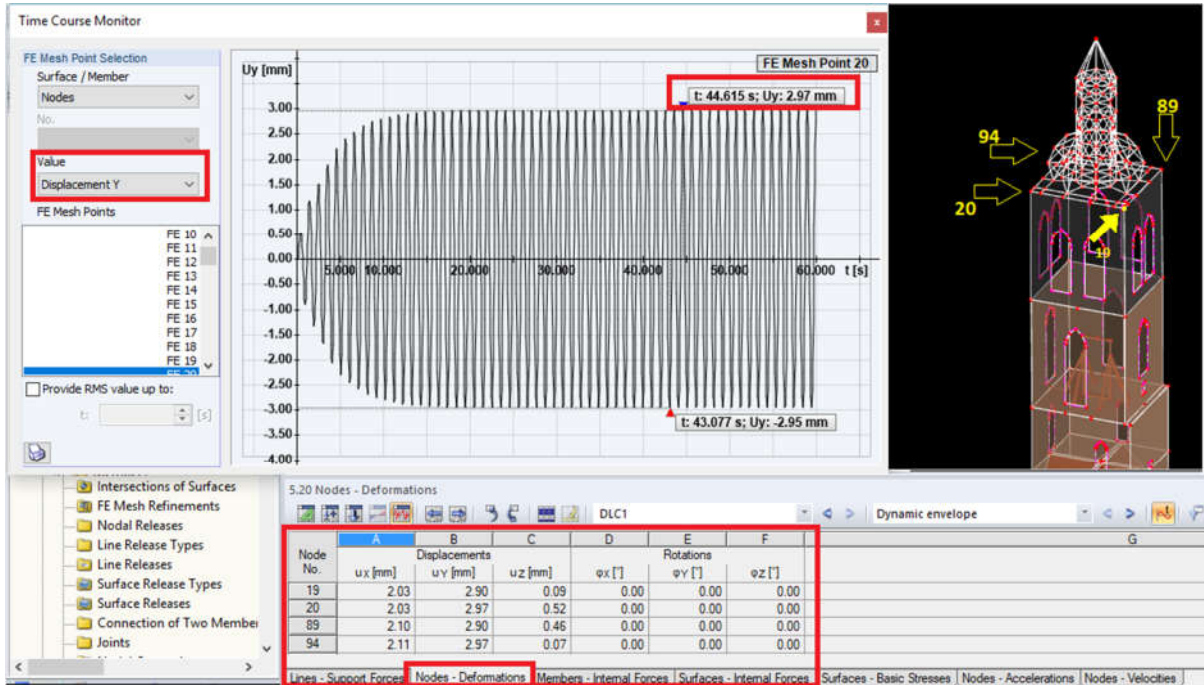 Time Course Monitor
x
FE Mesh Point Selection
Surface / Member
Nodes
No.
Value
Displacement Y
FE Mesh Points
FE 10
FE 11
FE 12
FE 13
FE 14
FE 15
FE 16
FE 17
FE 18
FE 19
FE 20
Provide RMS value up to:
t: [s]
Uy [mm]
FE Mesh Point 20
t: 44.615 s; Uy: 2.97 mm
3.00
2.50
2.00
1.50
1.00
0.50
0.00
5.000 10.000 20.000 30.000 40.000 50.000 60.000 t [s]
-0.50
-1.00
-1.50
-2.00
-2.50
-3.00
t: 43.077 s; Uy: -2.95 mm
-3.50
-4.00
89
94
20
19
Intersections of Surfaces
FE Mesh Refinements
Nodal Releases
Line Release Types
Line Releases
Surface Release Types
Surface Releases
Connection of Two Member
Joints
5.20 Nodes - Deformations
DLC1
Dynamic envelope
A B C D E F G
Node Displacements Rotations
No. uX [mm] uY [mm] uZ [mm] φX [°] φY [°] φZ [°]
19 2.03 2.90 0.09 0.00 0.00 0.00
20 2.03 2.97 0.52 0.00 0.00 0.00
89 2.10 2.90 0.46 0.00 0.00 0.00
94 2.11 2.97 0.07 0.00 0.00 0.00
Lines - Support Forces Nodes - Deformations Members - Internal Forces Surfaces - Internal Forces Surfaces - Basic Stresses Nodes - Accelerations Nodes - Velocities